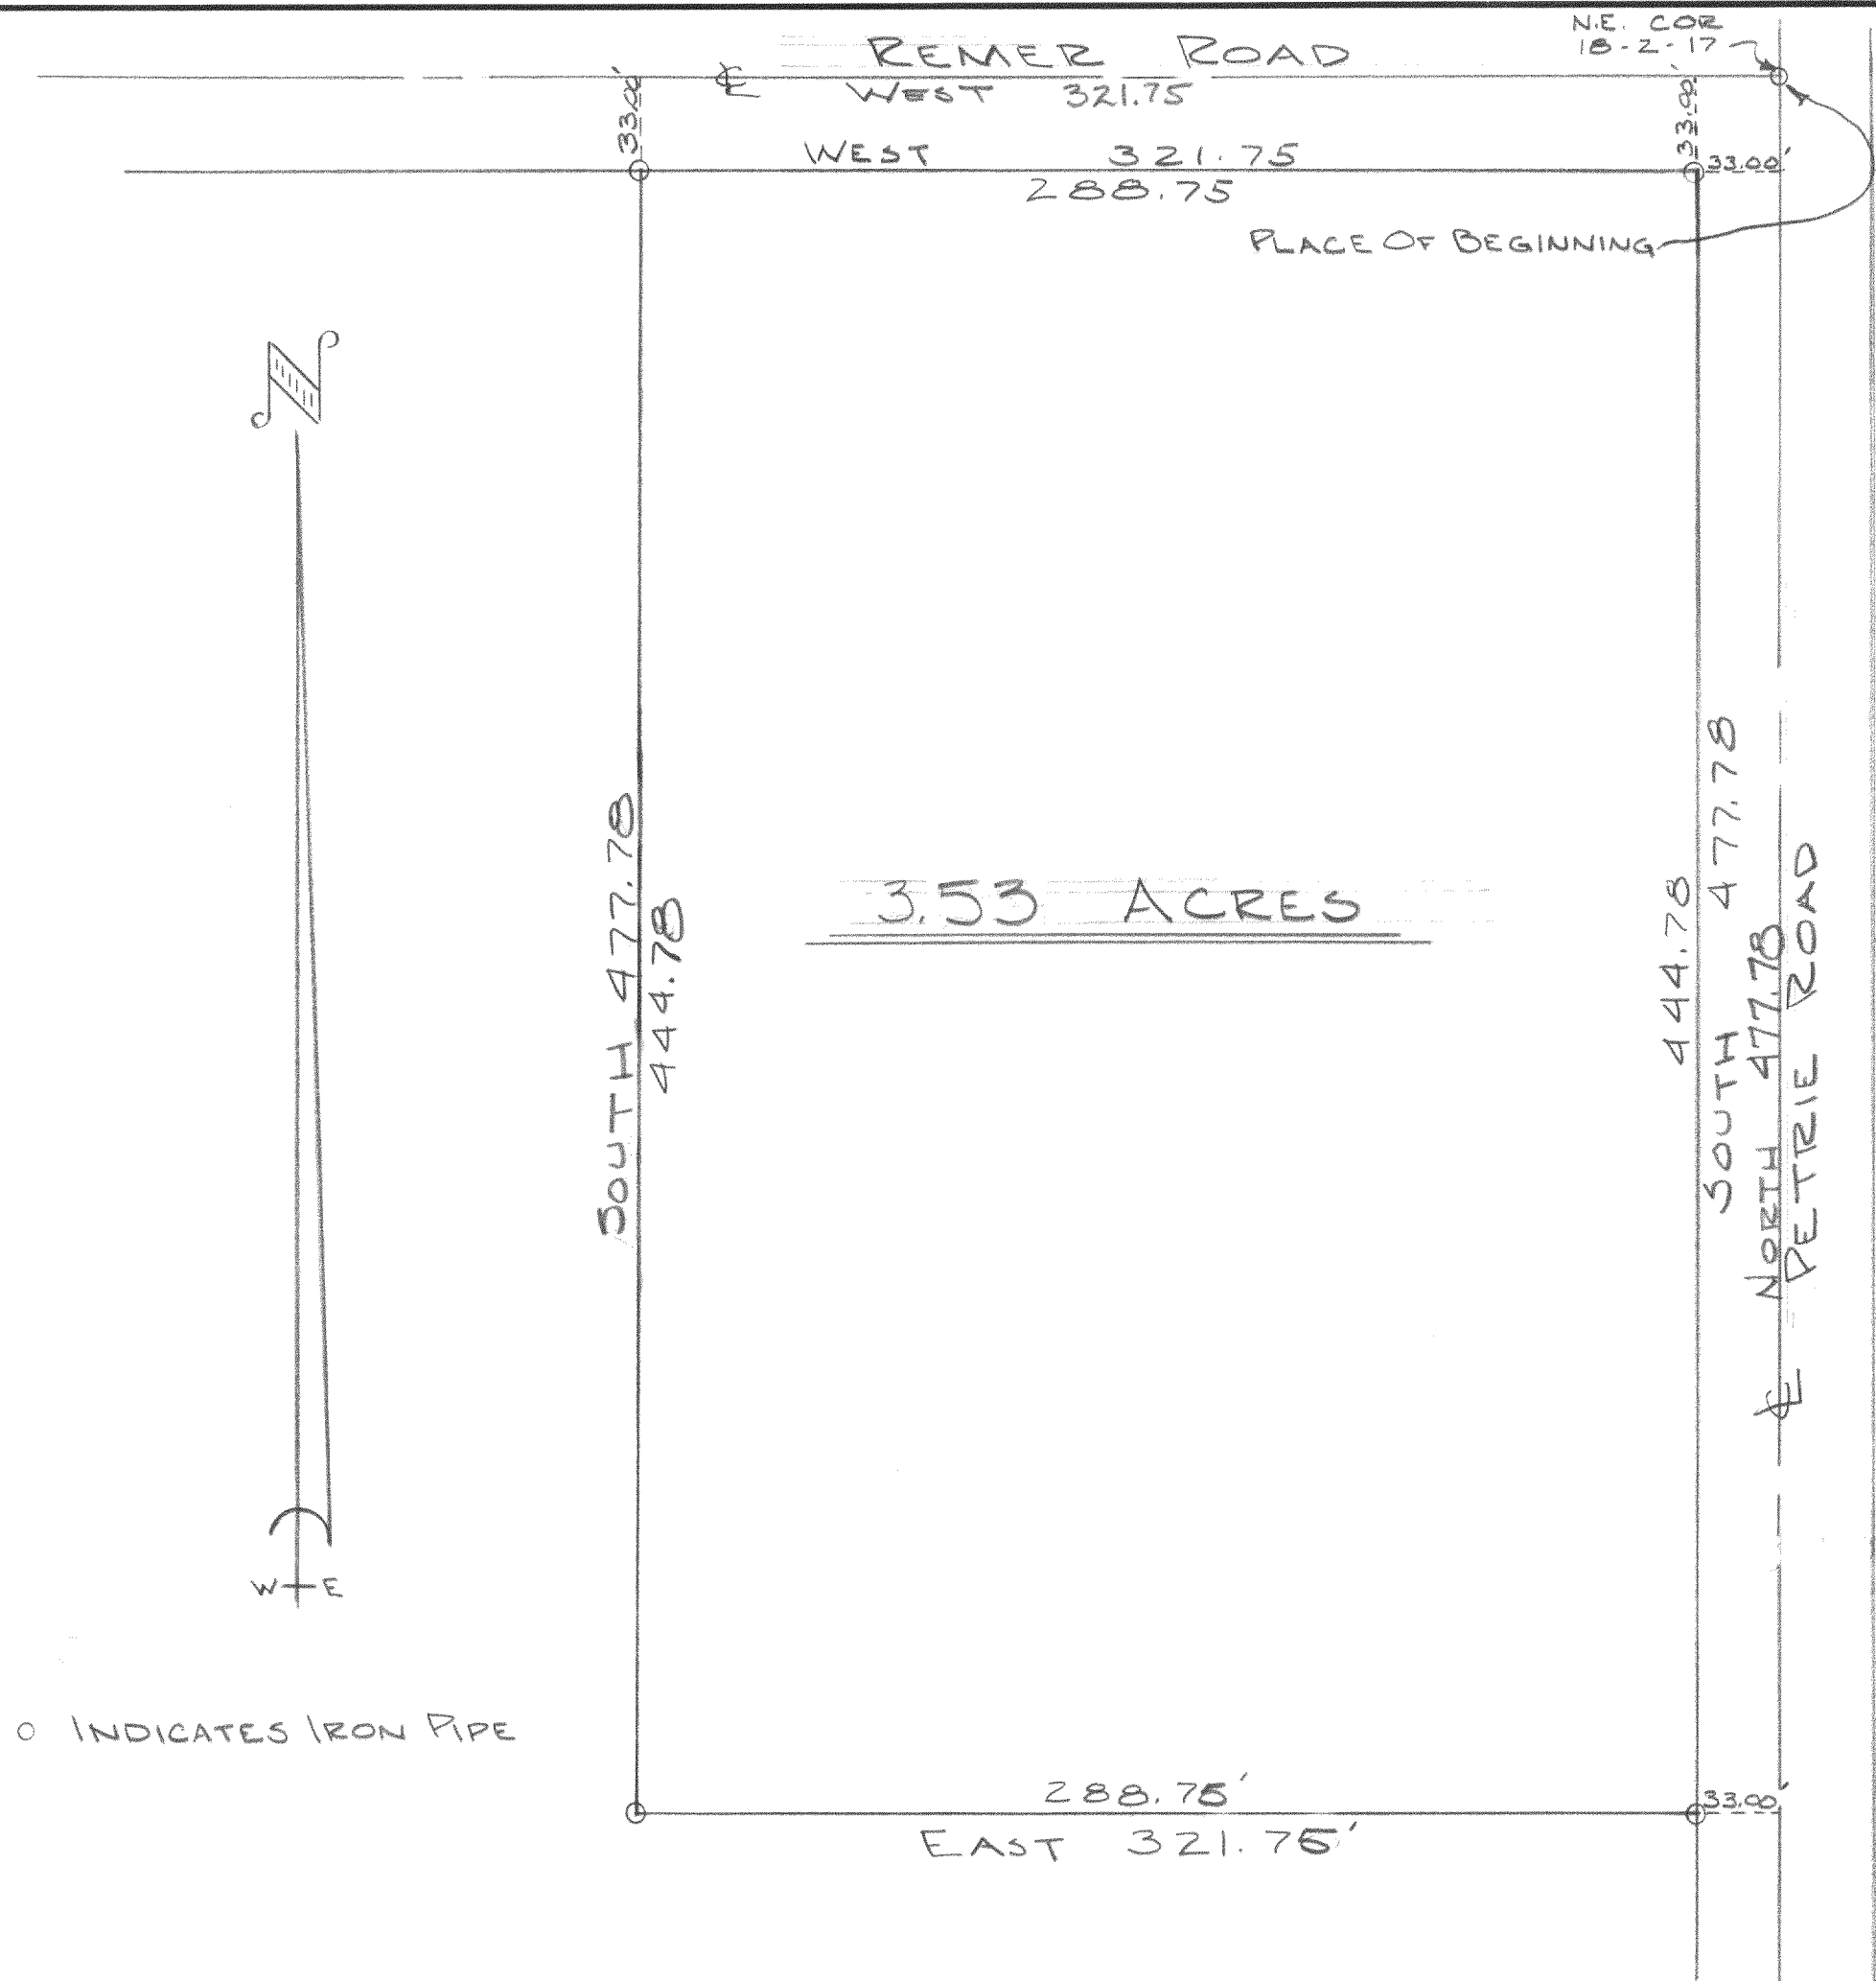 N.E. COR
18-2-17
REMER ROAD
℄ WEST 321.75
33.00'
33.00'
WEST 321.75
33.00'
288.75
PLACE OF BEGINNING
N
SOUTH 477.78
444.78
3.53 ACRES
444.78
SOUTH 477.78
NORTH 477.78
℄ PETRIE ROAD
W E
○ INDICATES IRON PIPE
288.75'
33.00'
EAST 321.75'